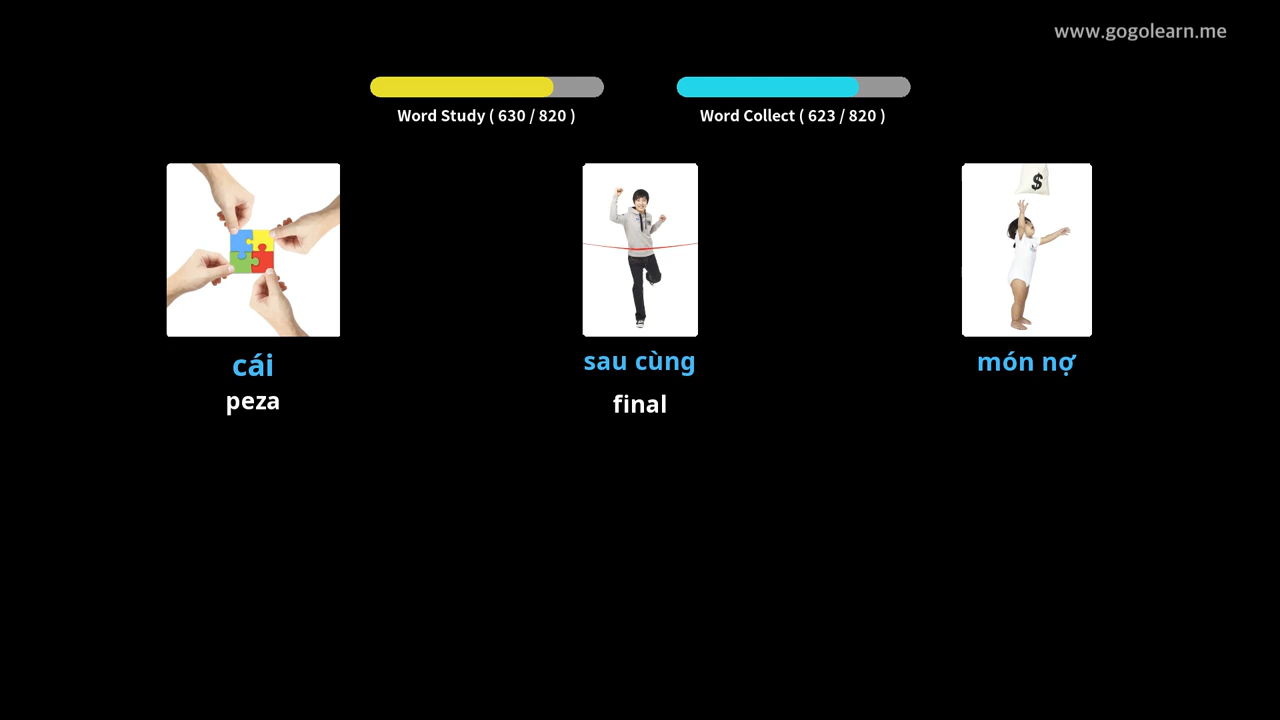 www.gogolearn.me
Word Study ( 630 / 820 )
Word Collect ( 623 / 820 )
$
cái
sau cùng
món nợ
peza
final